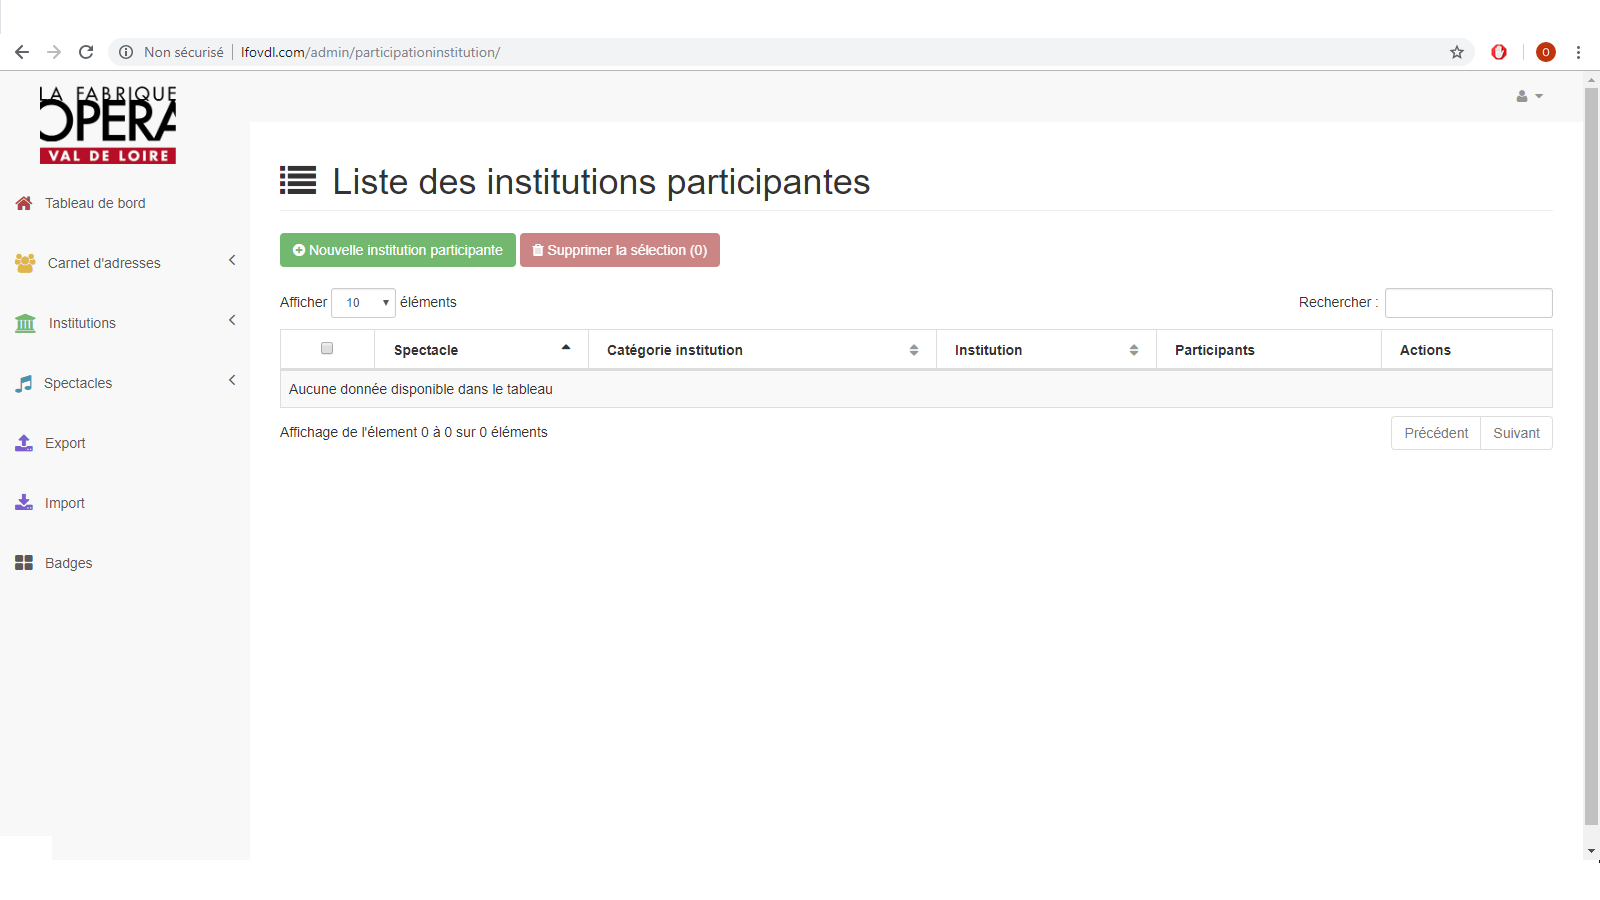 Non sécurisé | lfovdl.com/admin/participationinstitution/
O
LA FABRIQUE
OPERA
VAL DE LOIRE
Tableau de bord
Carnet d'adresses
Institutions
Spectacles
Export
Import
Badges
Liste des institutions participantes
Nouvelle institution participante
Supprimer la sélection (0)
Afficher 10 éléments
Rechercher :
Spectacle Catégorie institution Institution Participants Actions
Aucune donnée disponible dans le tableau
Affichage de l'élement 0 à 0 sur 0 éléments
Précédent Suivant